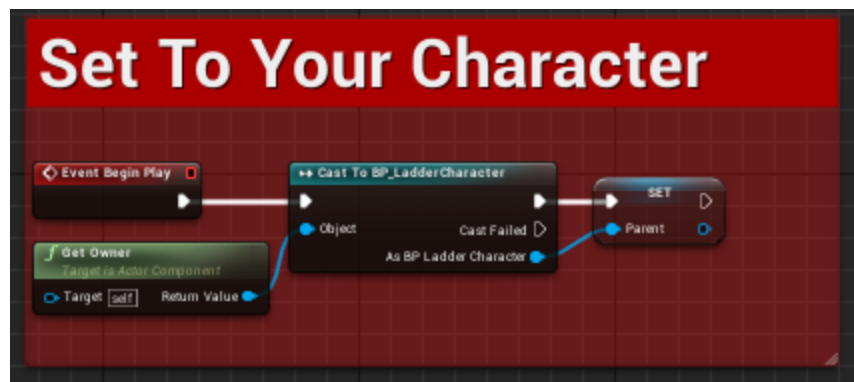 Set To Your Character
Event Begin Play
Cast To BP_LadderCharacter
SET
Object
Cast Failed
Parent
Get Owner
Target is Actor Component
As BP Ladder Character
Target self
Return Value